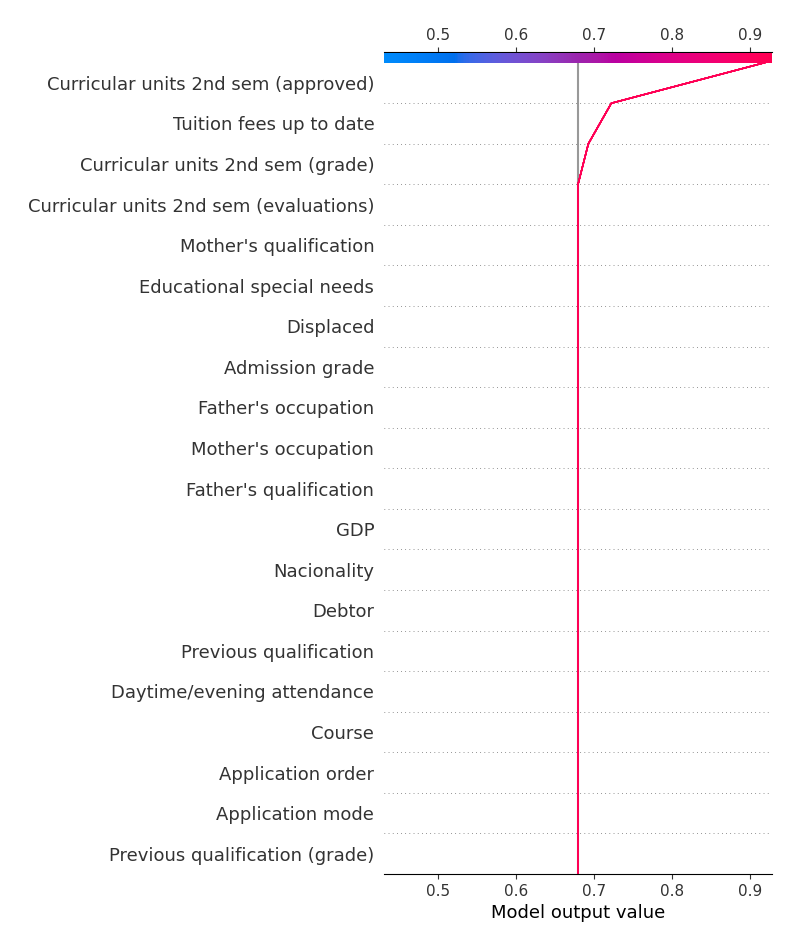 0.5 0.6 0.7 0.8 0.9
Curricular units 2nd sem (approved)
Tuition fees up to date
Curricular units 2nd sem (grade)
Curricular units 2nd sem (evaluations)
Mother's qualification
Educational special needs
Displaced
Admission grade
Father's occupation
Mother's occupation
Father's qualification
GDP
Nacionality
Debtor
Previous qualification
Daytime/evening attendance
Course
Application order
Application mode
Previous qualification (grade)
0.5 0.6 0.7 0.8 0.9
Model output value